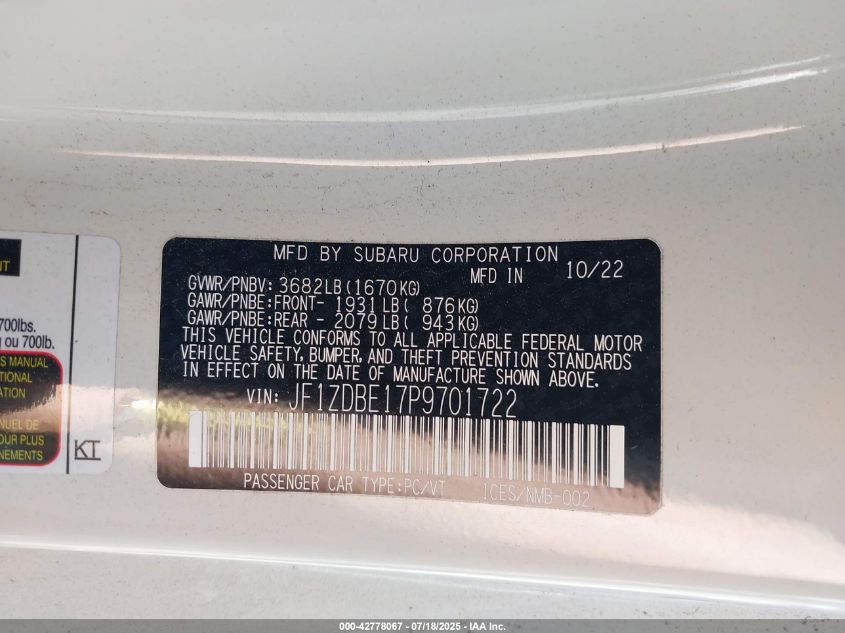 MFD BY SUBARU CORPORATION
MFD IN 10/22
GVWR/PNBV: 3682LB(1670KG)
GAWR/PNBE:FRONT- 1931LB( 876KG)
GAWR/PNBE:REAR - 2079LB( 943KG)
THIS VEHICLE CONFORMS TO ALL APPLICABLE FEDERAL MOTOR
VEHICLE SAFETY, BUMPER, AND THEFT PREVENTION STANDARDS
IN EFFECT ON THE DATE OF MANUFACTURE SHOWN ABOVE.
VIN: JF1ZDBE17P9701722
PASSENGER CAR TYPE:PC/VT ICES/NMB-002
NT
700lbs.
ou 700lb.
S MANUAL
TIONAL
ATION
NUEL DE
OUR PLUS
NEMENTS
KT
000-42778067 - 07/18/2025 - IAA Inc.